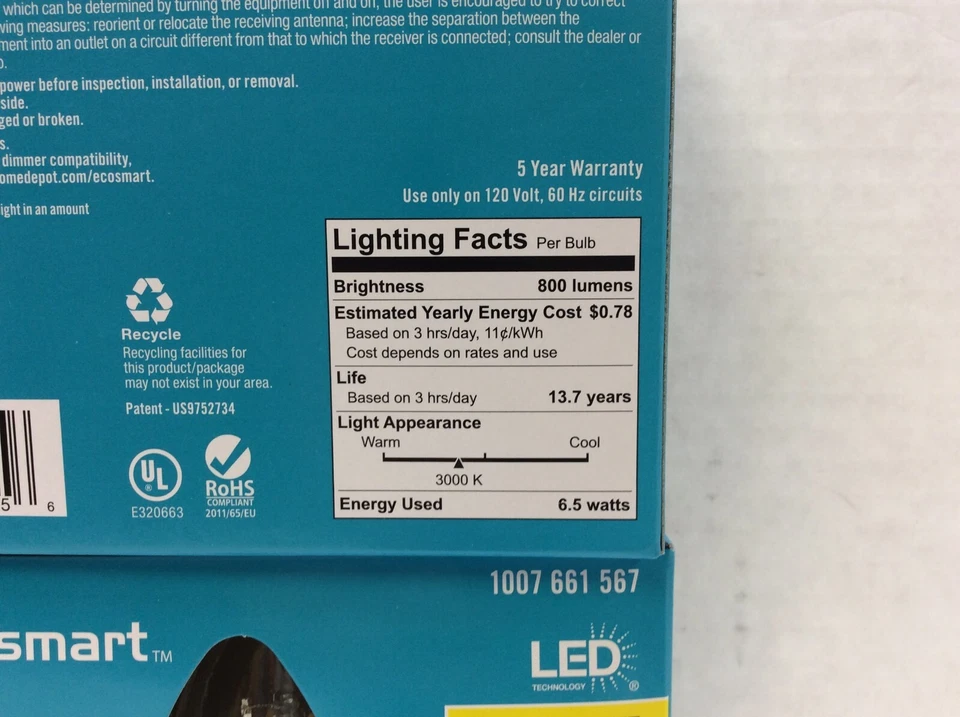 which can be determined by turning the equipment off and on, the user is encouraged to try to correct
ving measures: reorient or relocate the receiving antenna; increase the separation between the
ment into an outlet on a circuit different from that to which the receiver is connected; consult the dealer or
p.
power before inspection, installation, or removal.
side.
ged or broken.
s.
dimmer compatibility,
omedepot.com/ecosmart.
ight in an amount
5 Year Warranty
Use only on 120 Volt, 60 Hz circuits
Lighting Facts Per Bulb
Brightness 800 lumens
Estimated Yearly Energy Cost $0.78
Based on 3 hrs/day, 11¢/kWh
Cost depends on rates and use
Life
Based on 3 hrs/day 13.7 years
Light Appearance
Warm Cool
3000 K
Energy Used 6.5 watts
Recycle
Recycling facilities for
this product/package
may not exist in your area.
Patent - US9752734
UL
®
E320663
RoHS
COMPLIANT
2011/65/EU
5 6
1007 661 567
smart™
LED
TECHNOLOGY ®